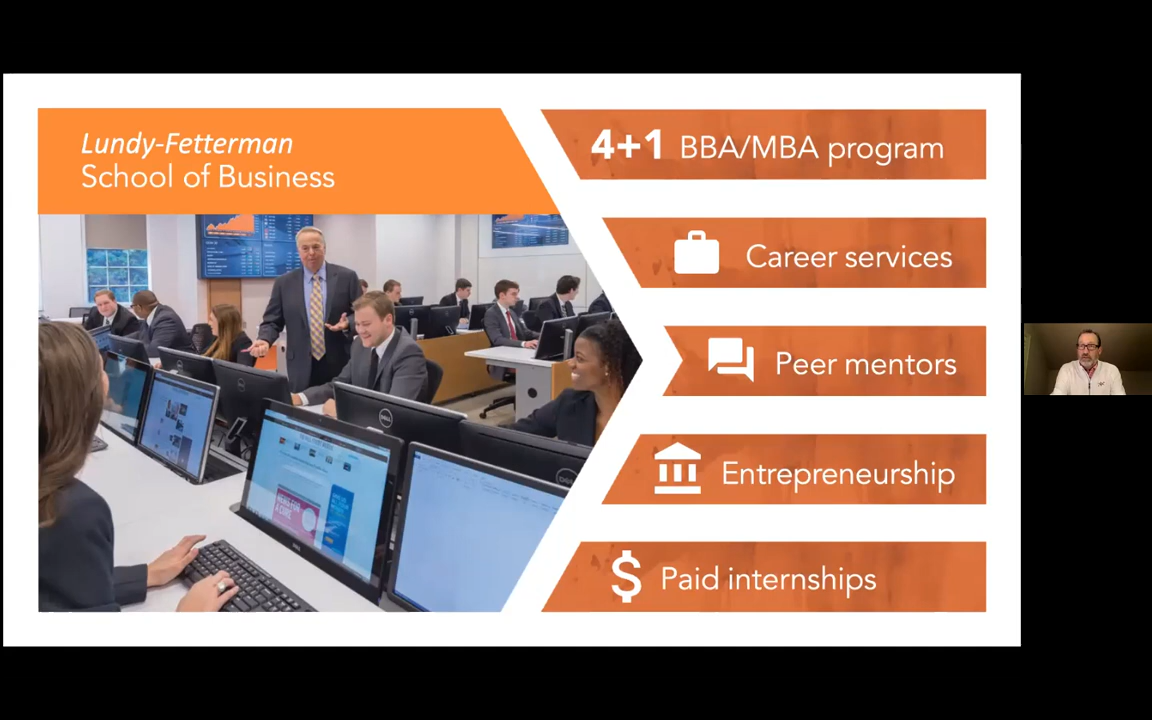 Lundy-Fetterman
School of Business
4+1 BBA/MBA program
Career services
Peer mentors
Entrepreneurship
Paid internships